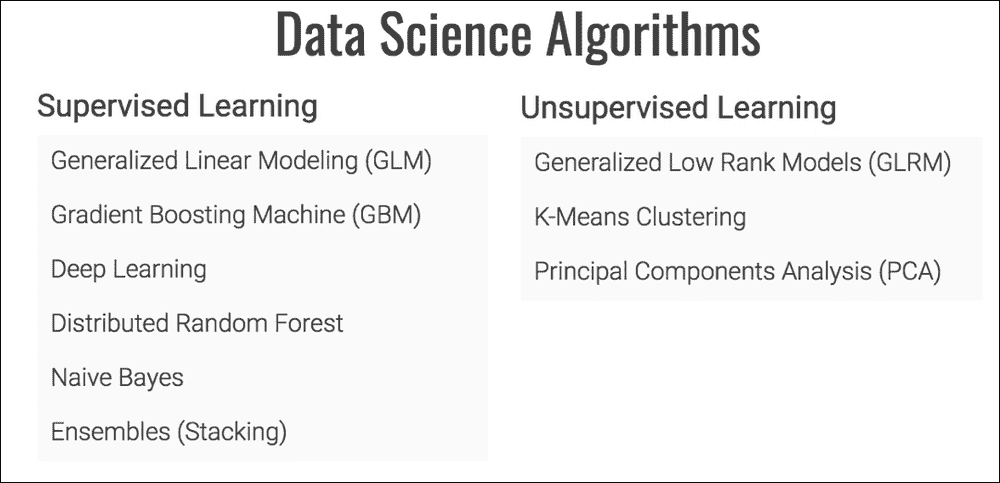 Data Science Algorithms
Supervised Learning
Generalized Linear Modeling (GLM)
Gradient Boosting Machine (GBM)
Deep Learning
Distributed Random Forest
Naive Bayes
Ensembles (Stacking)
Unsupervised Learning
Generalized Low Rank Models (GLRM)
K-Means Clustering
Principal Components Analysis (PCA)